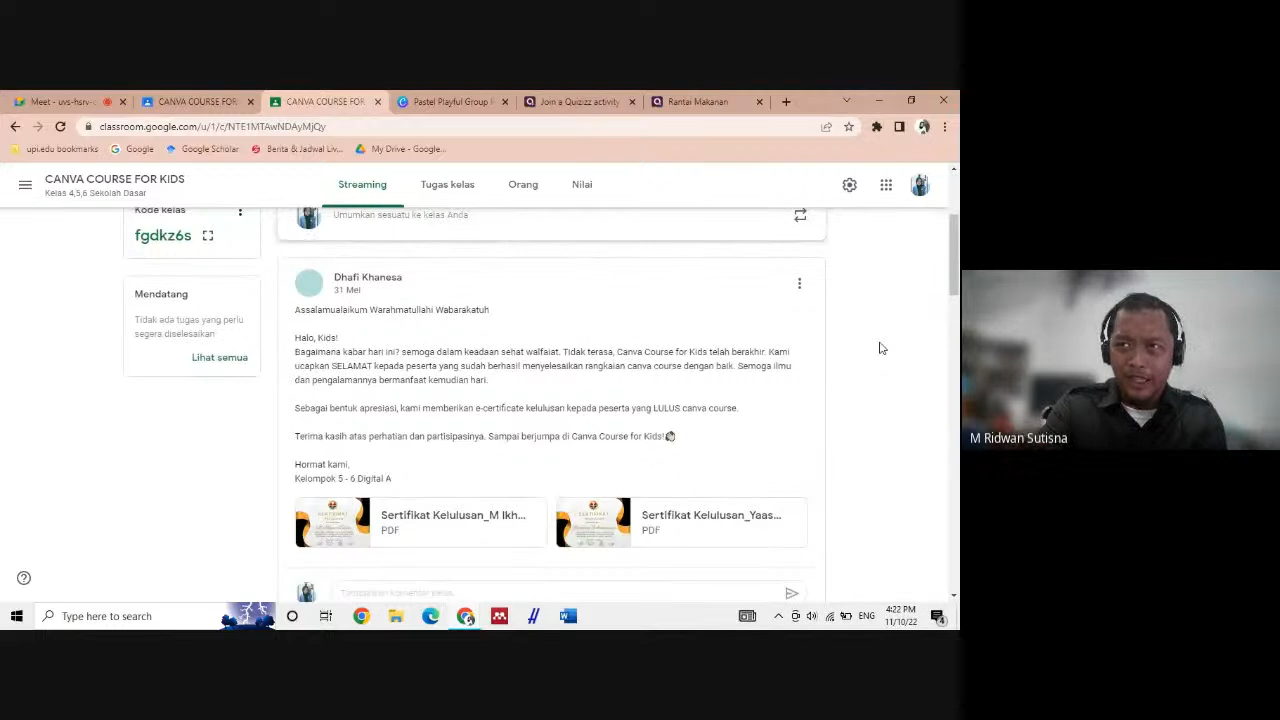 Meet - uvs-hsrv-
CANVA COURSE FOR
CANVA COURSE FOR
Pastel Playful Group
Join a Quizizz activity
Rantai Makanan
classroom.google.com/u/1/c/NTE1MTAwNDAyMjQy
upi.edu bookmarks
Google
Google Scholar
Berita & Jadwal Liv...
My Drive - Google...
CANVA COURSE FOR KIDS
Kelas 4,5,6 Sekolah Dasar
Streaming
Tugas kelas
Orang
Nilai
Kode kelas
fgdkz6s
Umumkan sesuatu ke kelas Anda
Mendatang
Tidak ada tugas yang perlu
segera diselesaikan
Lihat semua
Dhafi Khanesa
31 Mei
Assalamualaikum Warahmatullahi Wabarakatuh
Halo, Kids!
Bagaimana kabar hari ini? semoga dalam keadaan sehat walfaiat. Tidak terasa, Canva Course for Kids telah berakhir. Kami
ucapkan SELAMAT kepada peserta yang sudah berhasil menyelesaikan rangkaian canva course dengan baik. Semoga ilmu
dan pengalamannya bermanfaat kemudian hari.
Sebagai bentuk apresiasi, kami memberikan e-certificate kelulusan kepada peserta yang LULUS canva course.
Terima kasih atas perhatian dan partisipasinya. Sampai berjumpa di Canva Course for Kids!
Hormat kami,
Kelompok 5 - 6 Digital A
Sertifikat Kelulusan_M Ikh...
PDF
Sertifikat Kelulusan_Yaas...
PDF
Tambahkan komentar kelas...
Type here to search
ENG
4:22 PM
11/10/22
4
M Ridwan Sutisna